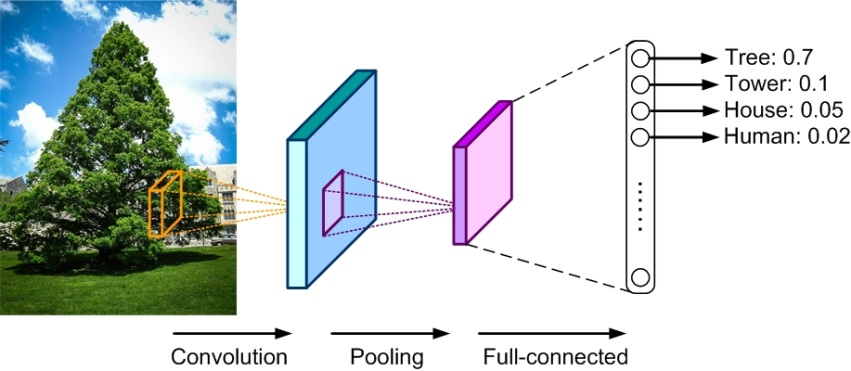 Tree: 0.7
Tower: 0.1
House: 0.05
Human: 0.02
Convolution
Pooling
Full-connected